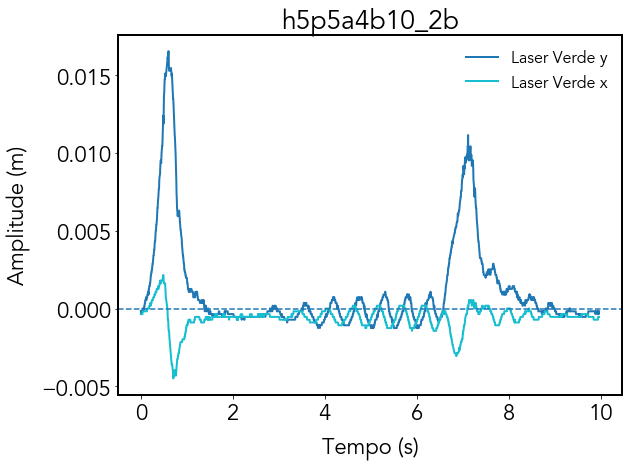 h5p5a4b10_2b
Laser Verde y
Laser Verde x
Amplitude (m)
0.015
0.010
0.005
0.000
−0.005
0 2 4 6 8 10
Tempo (s)